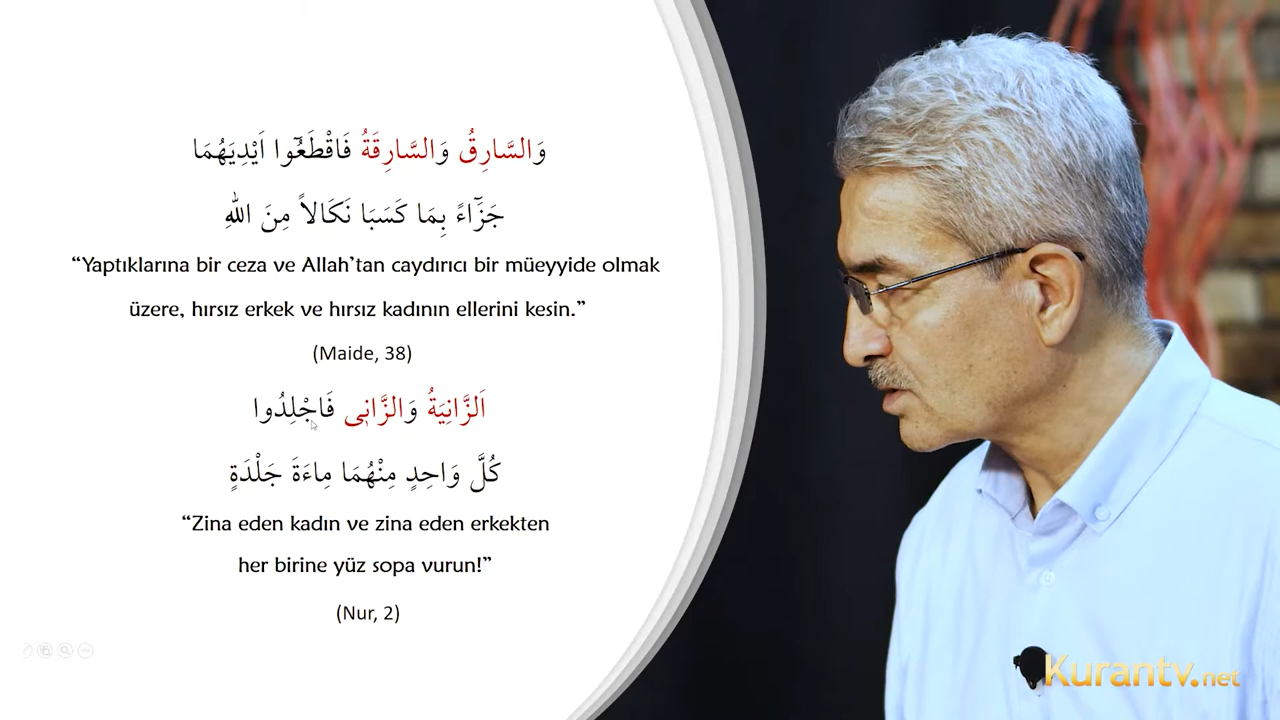 وَالسَّارِقُ وَالسَّارِقَةُ فَاقْطَعُٓوا اَيْدِيَهُمَا
جَزَٓاءً بِمَا كَسَبَا نَكَالاً مِنَ اللهِ
“Yaptıklarına bir ceza ve Allah’tan caydırıcı bir müeyyide olmak
üzere, hırsız erkek ve hırsız kadının ellerini kesin.”
(Maide, 38)
اَلزَّانِيَةُ وَالزَّانٖى فَاجْلِدُوا
كُلَّ وَاحِدٍ مِنْهُمَا مِاءَةَ جَلْدَةٍ
“Zina eden kadın ve zina eden erkekten
her birine yüz sopa vurun!”
(Nur, 2)
Kurantv.net